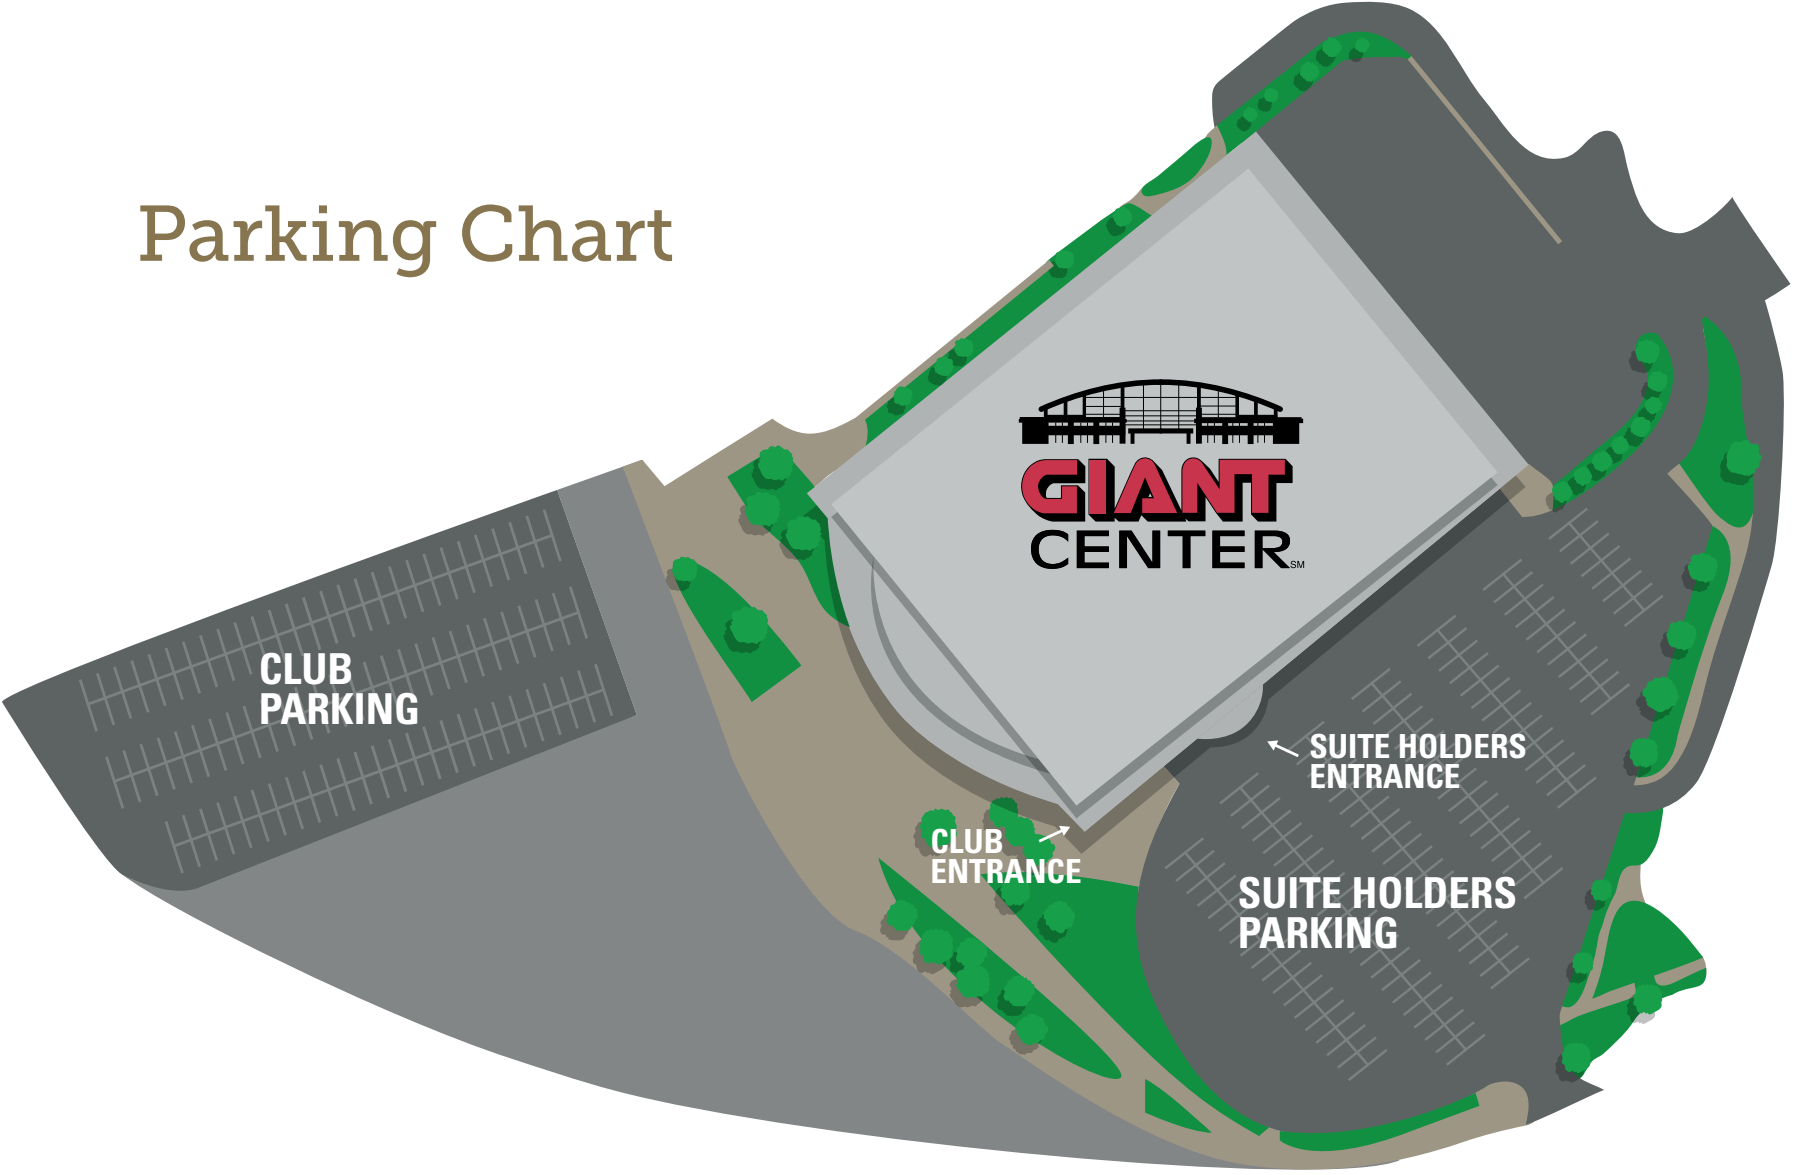 Parking Chart
GIANT
CENTER SM
CLUB
PARKING
SUITE HOLDERS
ENTRANCE
CLUB
ENTRANCE
SUITE HOLDERS
PARKING